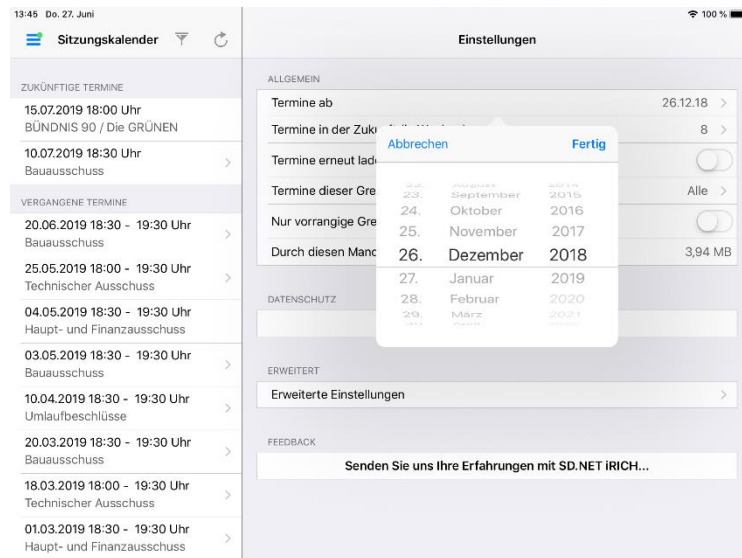 13:45 Do. 27. Juni
100 %
Sitzungskalender
ZUKÜNFTIGE TERMINE
15.07.2019 18:00 Uhr
BÜNDNIS 90 / Die GRÜNEN
10.07.2019 18:30 Uhr
Bauausschuss
VERGANGENE TERMINE
20.06.2019 18:30 - 19:30 Uhr
Bauausschuss
25.05.2019 18:00 - 19:30 Uhr
Technischer Ausschuss
04.05.2019 18:30 - 19:30 Uhr
Haupt- und Finanzausschuss
03.05.2019 18:30 - 19:30 Uhr
Bauausschuss
10.04.2019 18:30 - 19:30 Uhr
Umlaufbeschlüsse
20.03.2019 18:30 - 19:30 Uhr
Bauausschuss
18.03.2019 18:00 - 19:30 Uhr
Technischer Ausschuss
01.03.2019 18:30 - 19:30 Uhr
Haupt- und Finanzausschuss
Einstellungen
ALLGEMEIN
Termine ab 26.12.18
Termine in der 8
Termine erneut
Termine dieser Alle
Nur vorrangige
Durch diesen 3,94 MB
Abbrechen Fertig
23. September 2015
24. Oktober 2016
25. November 2017
26. Dezember 2018
27. Januar 2019
28. Februar 2020
29. März 2021
DATENSCHUTZ
ERWEITERT
Erweiterte Einstellungen
FEEDBACK
Senden Sie uns Ihre Erfahrungen mit SD.NET iRICH...